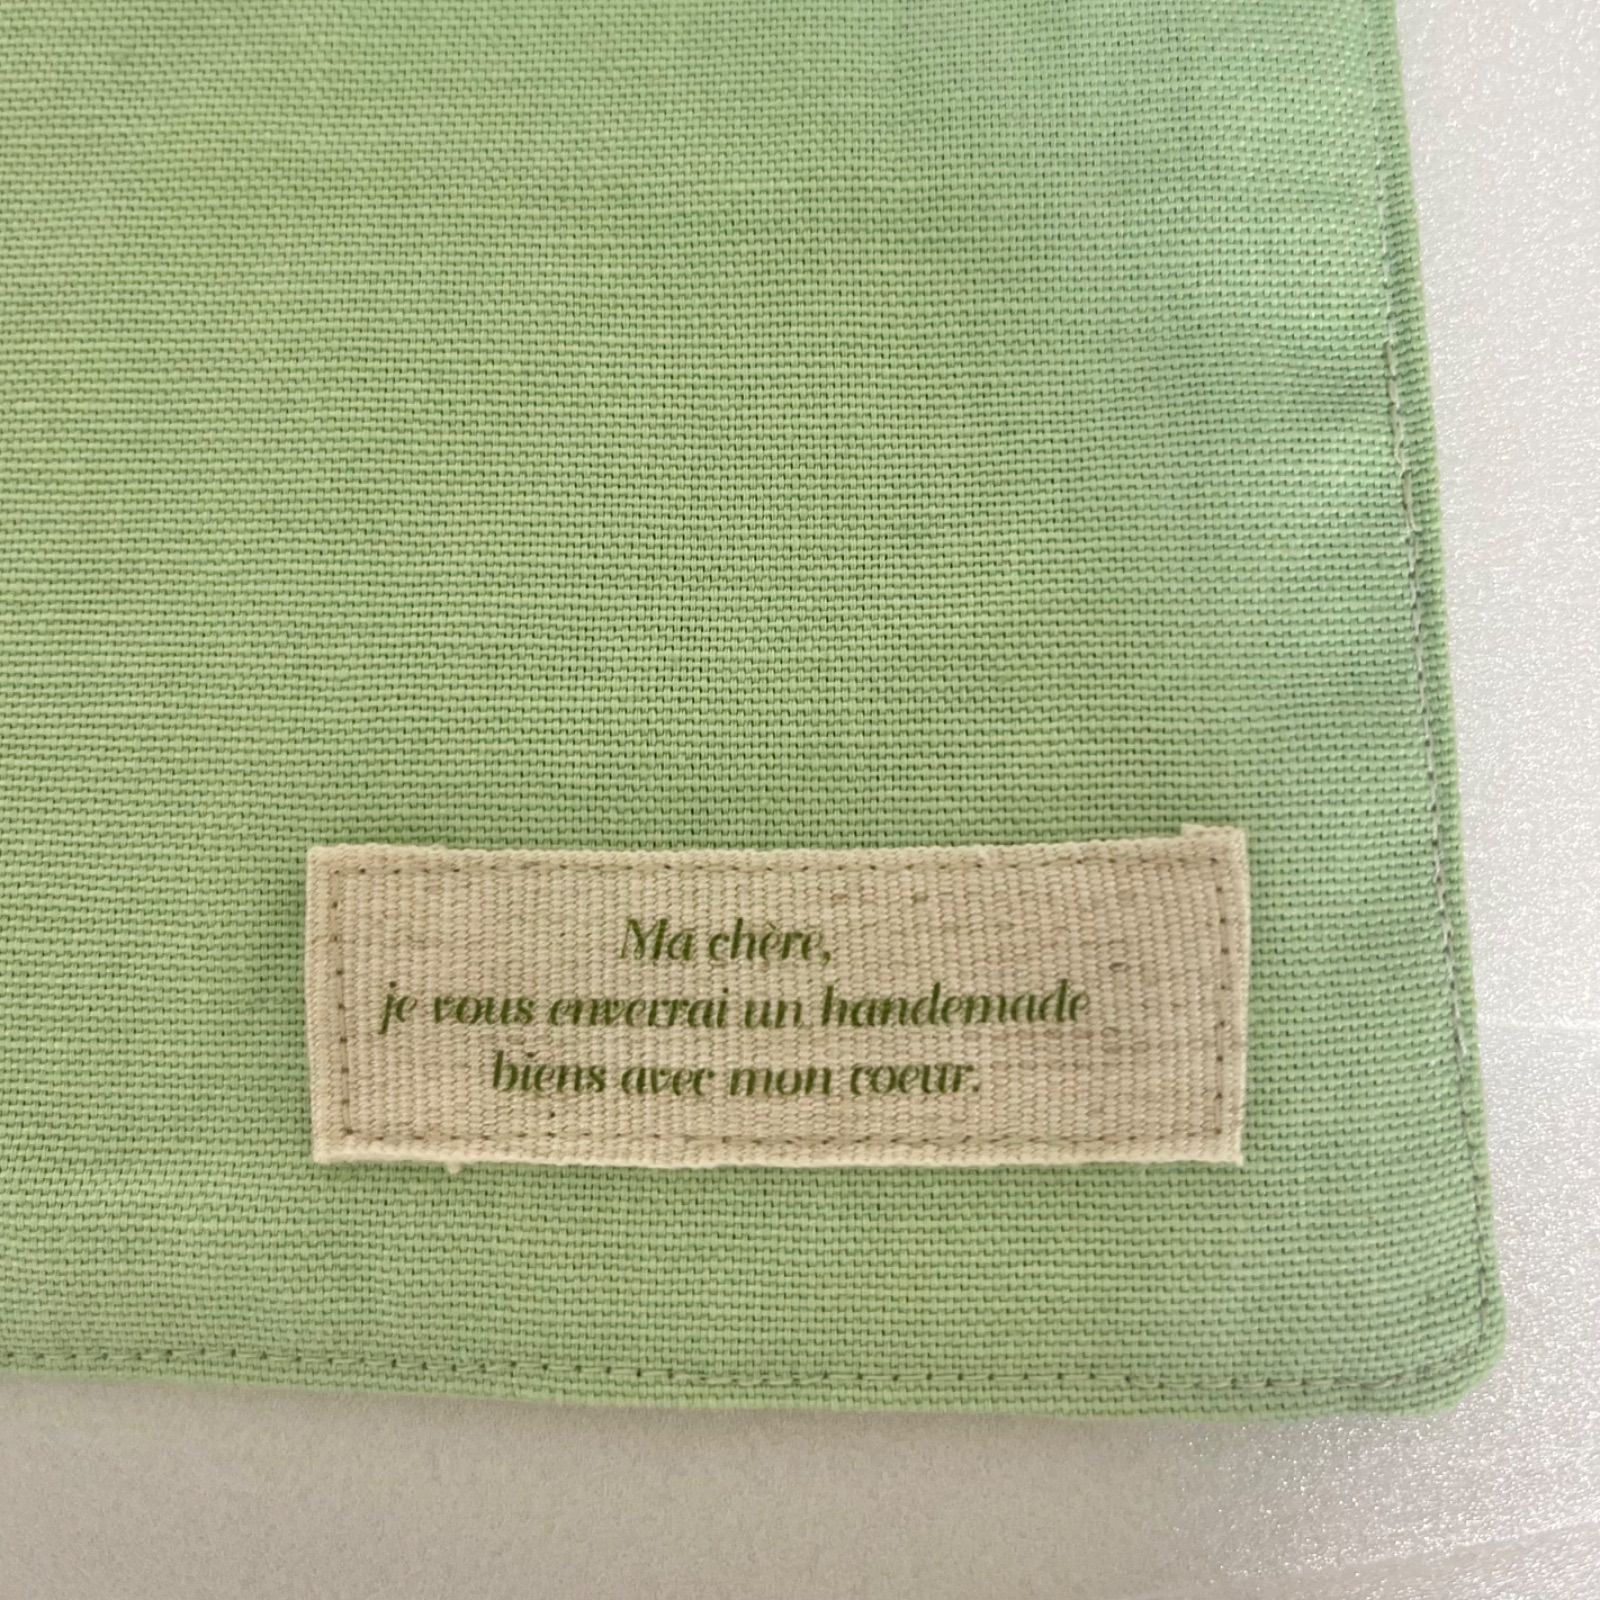 Ma chère,
je vous enverrai un handemade
biens avec mon coeur.